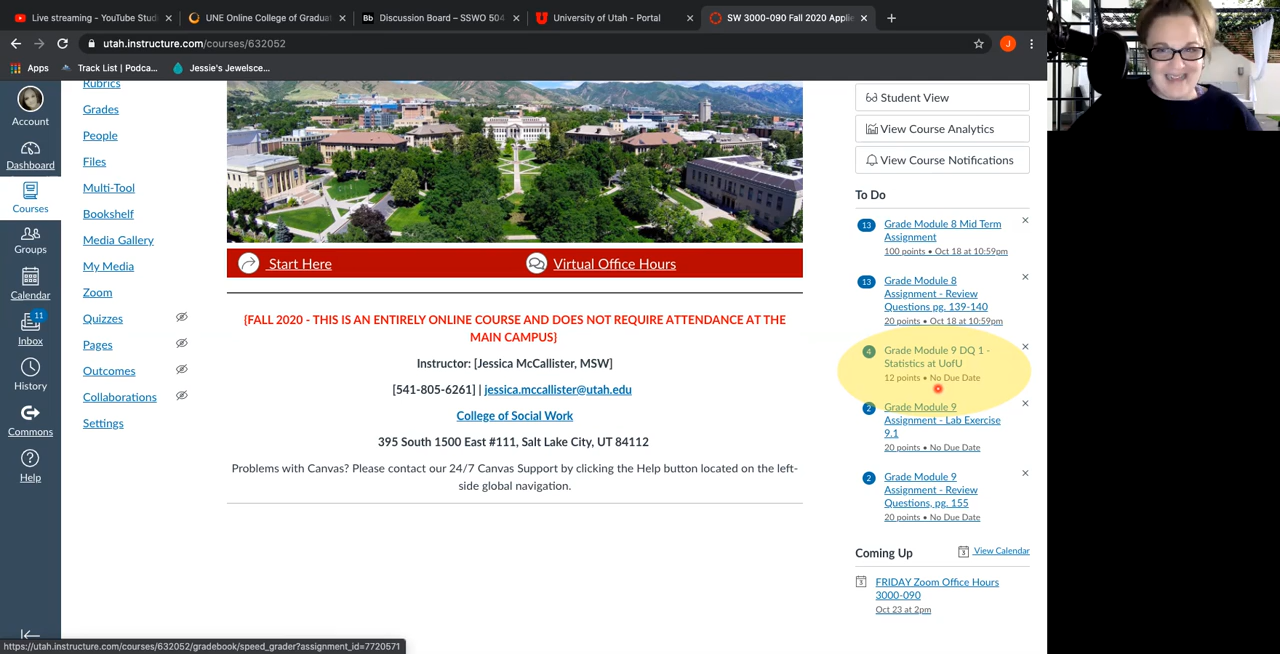 Live streaming - YouTube Stud
UNE Online College of Gradua
Bb Discussion Board – SSWO 504
University of Utah - Portal
SW 3000-090 Fall 2020 Applie
utah.instructure.com/courses/632052
J
Apps
Track List | Podca...
Jessie's Jewelsce...
Account
Dashboard
Courses
Groups
Calendar
11
Inbox
History
Commons
Help
Rubrics
Grades
People
Files
Multi-Tool
Bookshelf
Media Gallery
My Media
Zoom
Quizzes
Pages
Outcomes
Collaborations
Settings
Start Here
Virtual Office Hours
{FALL 2020 - THIS IS AN ENTIRELY ONLINE COURSE AND DOES NOT REQUIRE ATTENDANCE AT THE
MAIN CAMPUS}
Instructor: [Jessica McCallister, MSW]
[541-805-6261] | jessica.mccallister@utah.edu
College of Social Work
395 South 1500 East #111, Salt Lake City, UT 84112
Problems with Canvas? Please contact our 24/7 Canvas Support by clicking the Help button located on the left-
side global navigation.
Student View
View Course Analytics
View Course Notifications
To Do
13 Grade Module 8 Mid Term
Assignment
100 points • Oct 18 at 10:59pm
13 Grade Module 8
Assignment - Review
Questions pg. 139-140
20 points • Oct 18 at 10:59pm
4 Grade Module 9 DQ 1 -
Statistics at UofU
12 points • No Due Date
2 Grade Module 9
Assignment - Lab Exercise
9.1
20 points • No Due Date
2 Grade Module 9
Assignment - Review
Questions, pg. 155
20 points • No Due Date
Coming Up
3 View Calendar
3 FRIDAY Zoom Office Hours
3000-090
Oct 23 at 2pm
https://utah.instructure.com/courses/632052/gradebook/speed_grader?assignment_id=7720571